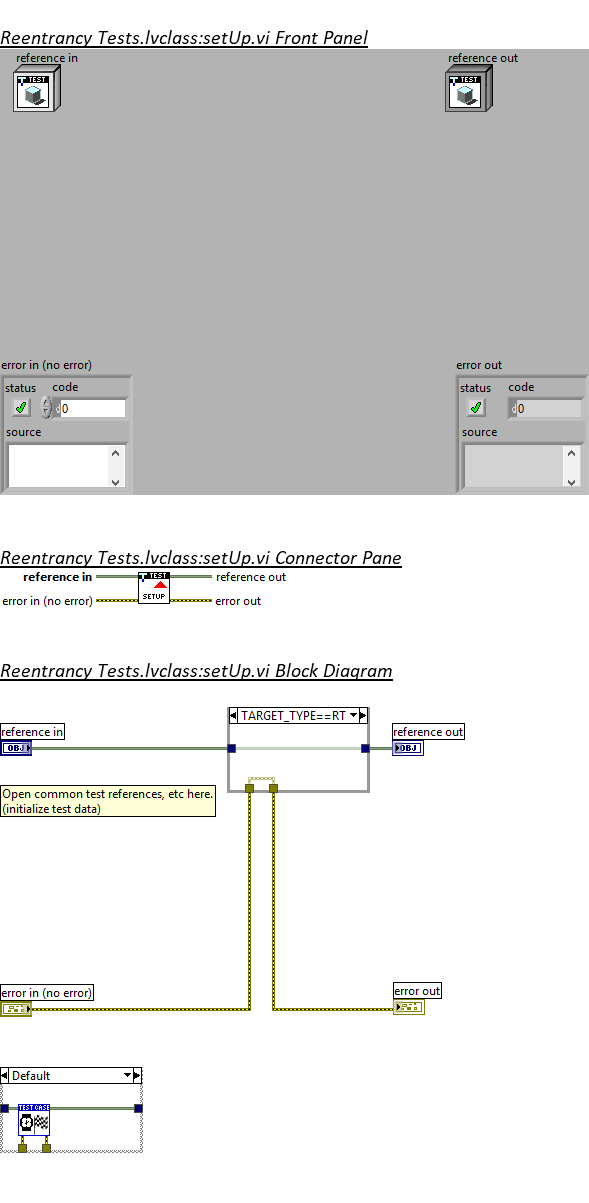 Reentrancy Tests.lvclass:setUp.vi Front Panel
reference in
reference out
TEST
TEST
error in (no error)
error out
status code
status code
d 0
d 0
source
source
Reentrancy Tests.lvclass:setUp.vi Connector Pane
reference in
TEST
reference out
error in (no error)
SETUP
error out
Reentrancy Tests.lvclass:setUp.vi Block Diagram
TARGET_TYPE==RT
reference in
reference out
OBJ
OBJ
Open common test references, etc here.
(initialize test data)
error in (no error)
error out
Default
TEST CASE